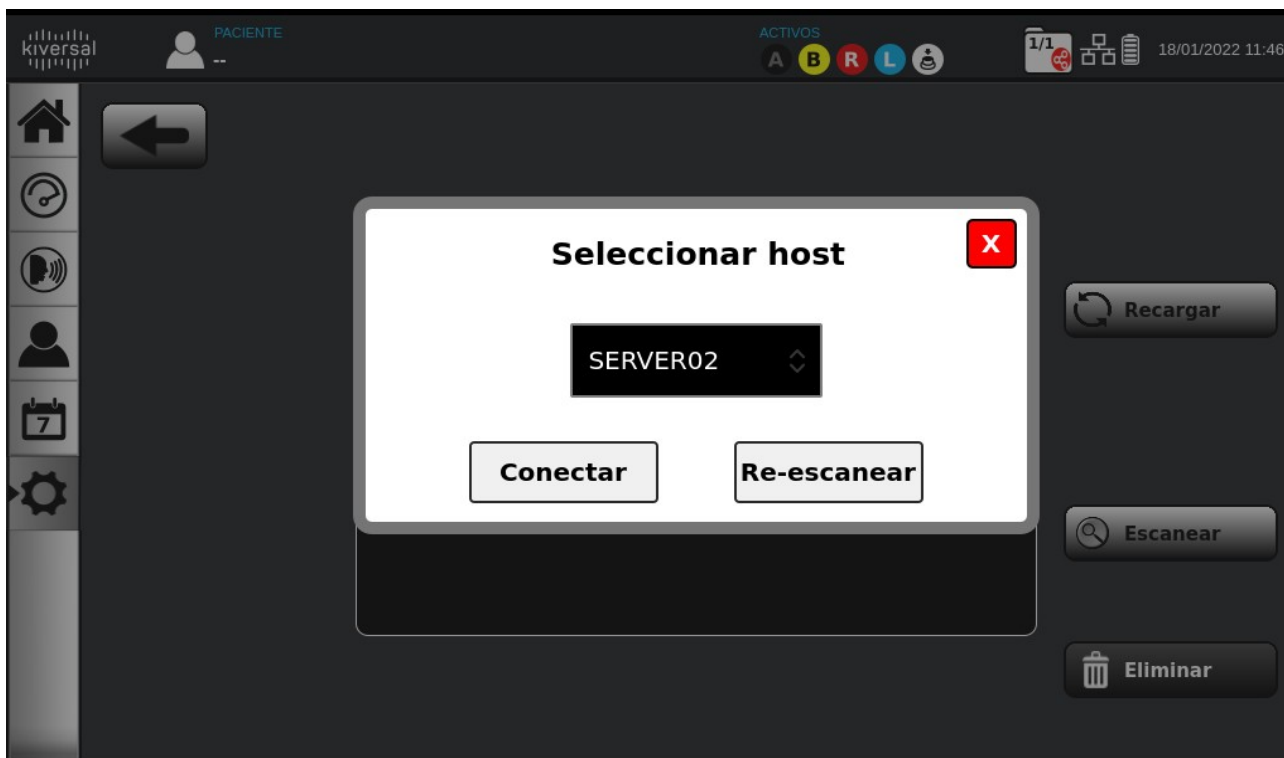 kiversal
PACIENTE
--
ACTIVOS
A B R L
1/1
18/01/2022 11:46
7
Seleccionar host
X
SERVER02
Conectar
Re-escanear
Recargar
Escanear
Eliminar